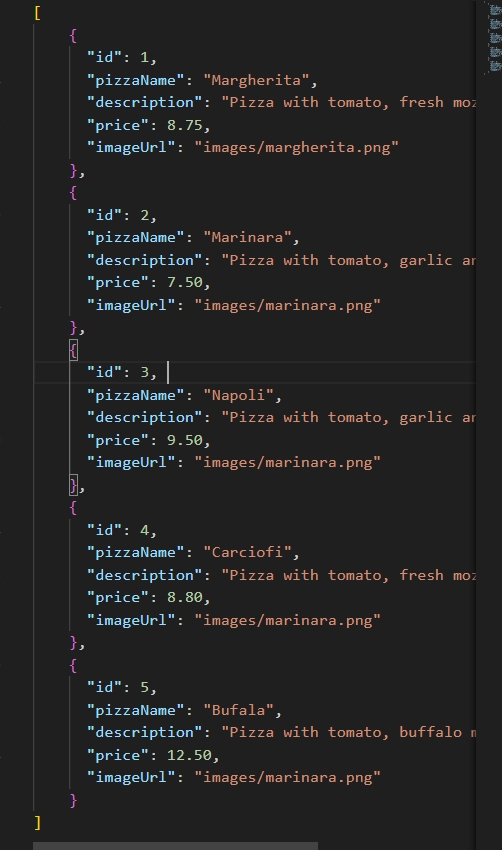 [
{
"id": 1,
"pizzaName": "Margherita",
"description": "Pizza with tomato, fresh moz
"price": 8.75,
"imageUrl": "images/margherita.png"
},
{
"id": 2,
"pizzaName": "Marinara",
"description": "Pizza with tomato, garlic an
"price": 7.50,
"imageUrl": "images/marinara.png"
},
{
"id": 3,
"pizzaName": "Napoli",
"description": "Pizza with tomato, garlic an
"price": 9.50,
"imageUrl": "images/marinara.png"
},
{
"id": 4,
"pizzaName": "Carciofi",
"description": "Pizza with tomato, fresh moz
"price": 8.80,
"imageUrl": "images/marinara.png"
},
{
"id": 5,
"pizzaName": "Bufala",
"description": "Pizza with tomato, buffalo m
"price": 12.50,
"imageUrl": "images/marinara.png"
}
]